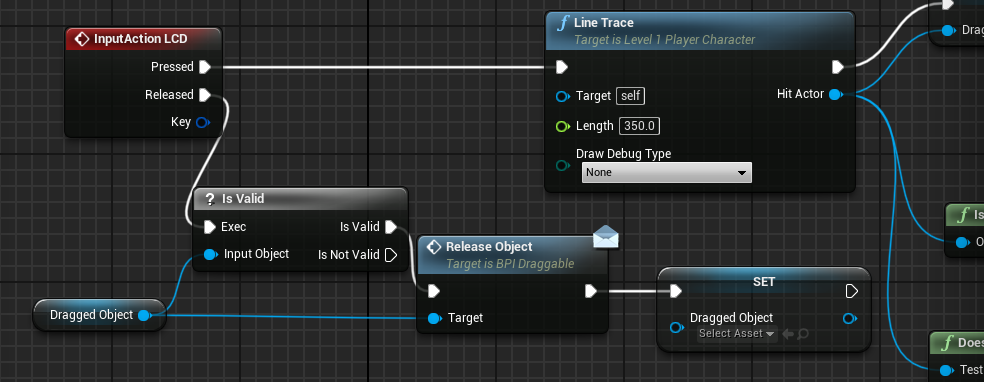 InputAction LCD
Pressed
Released
Key
Line Trace
Target is Level 1 Player Character
Target self
Hit Actor
Length 350.0
Draw Debug Type
None
Drag
? Is Valid
Exec Is Valid
Input Object Is Not Valid
Release Object
Target is BPI Draggable
Target
Dragged Object
SET
Dragged Object
Select Asset
f Is
O
f Does
Test